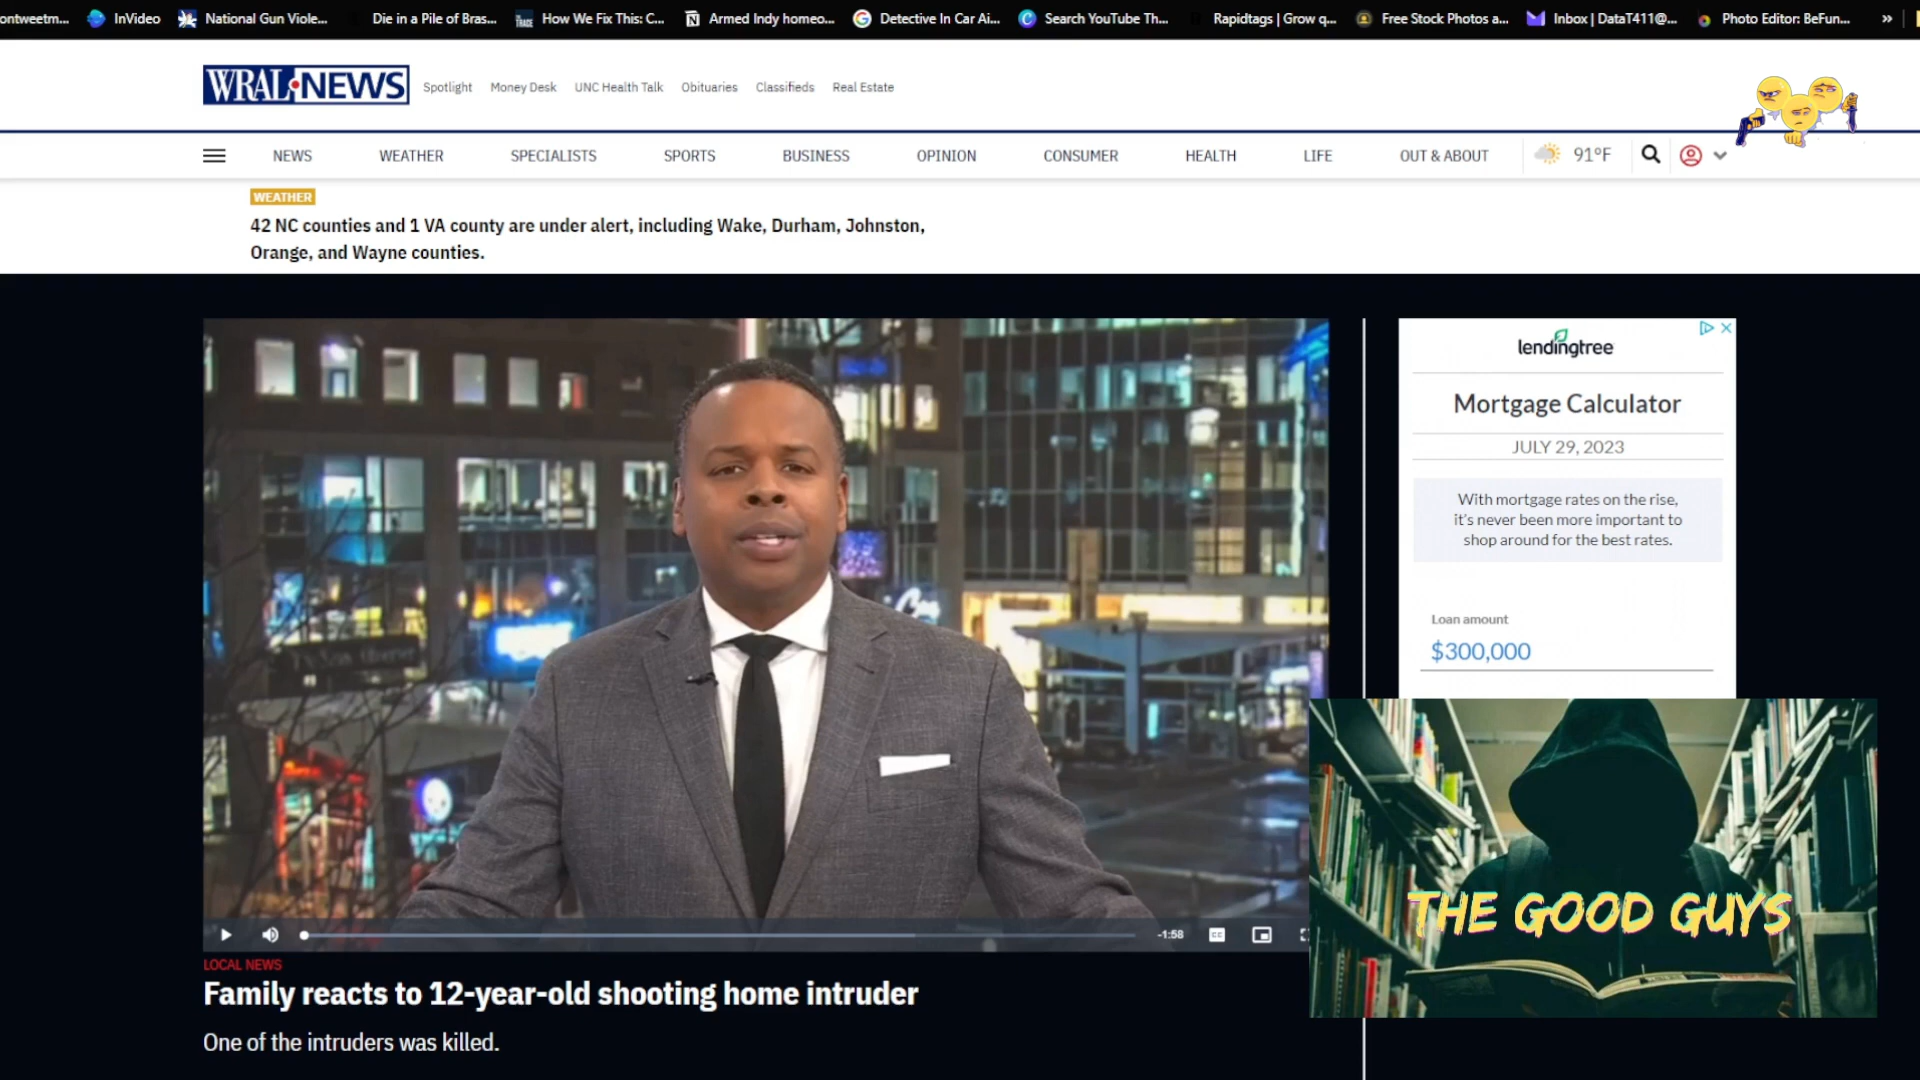 ontweetm...
InVideo
National Gun Viole...
Die in a Pile of Bras...
How We Fix This: C...
Armed Indy homeo...
Detective In Car Ai...
Search YouTube Th...
Rapidtags | Grow q...
Free Stock Photos a...
Inbox | DataT411@...
Photo Editor: BeFun...
»
WRAL NEWS
Spotlight
Money Desk
UNC Health Talk
Obituaries
Classifieds
Real Estate
NEWS
WEATHER
SPECIALISTS
SPORTS
BUSINESS
OPINION
CONSUMER
HEALTH
LIFE
OUT & ABOUT
91°F
WEATHER
42 NC counties and 1 VA county are under alert, including Wake, Durham, Johnston,
Orange, and Wayne counties.
lendingtree
Mortgage Calculator
JULY 29, 2023
With mortgage rates on the rise,
it's never been more important to
shop around for the best rates.
Loan amount
$300,000
THE GOOD GUYS
-1:58
CC
LOCAL NEWS
Family reacts to 12-year-old shooting home intruder
One of the intruders was killed.